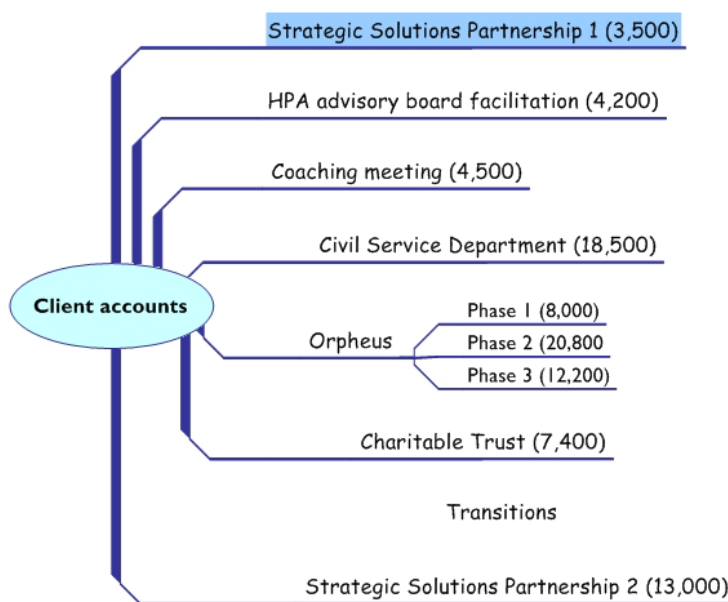 Strategic Solutions Partnership 1 (3,500)
HPA advisory board facilitation (4,200)
Coaching meeting (4,500)
Civil Service Department (18,500)
Client accounts
Orpheus
Phase 1 (8,000)
Phase 2 (20,800
Phase 3 (12,200)
Charitable Trust (7,400)
Transitions
Strategic Solutions Partnership 2 (13,000)